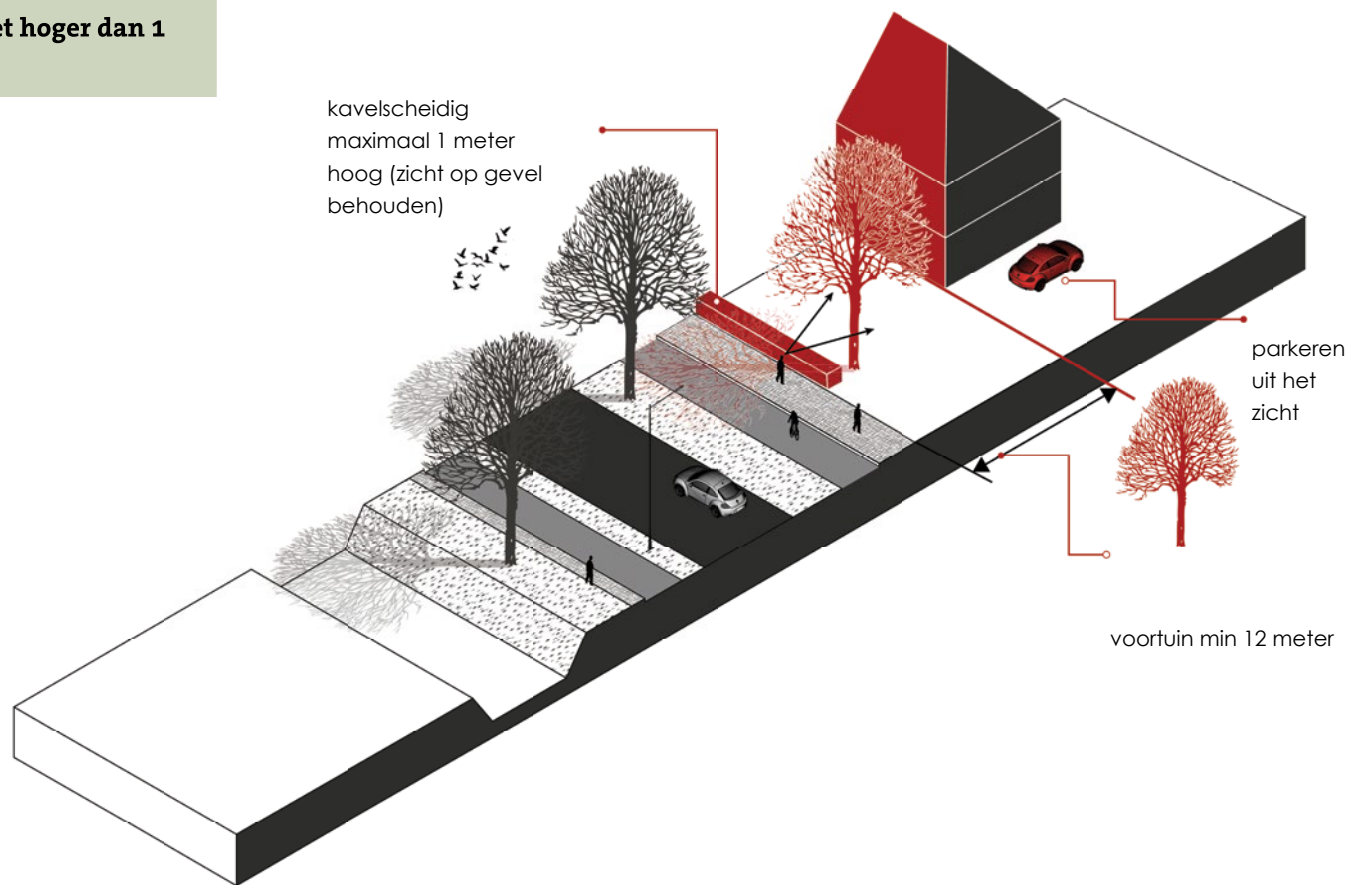 hoger dan 1
kavelscheidig
maximaal 1 meter
hoog (zicht op gevel
behouden)
parkeren
uit het
zicht
voortuin min 12 meter